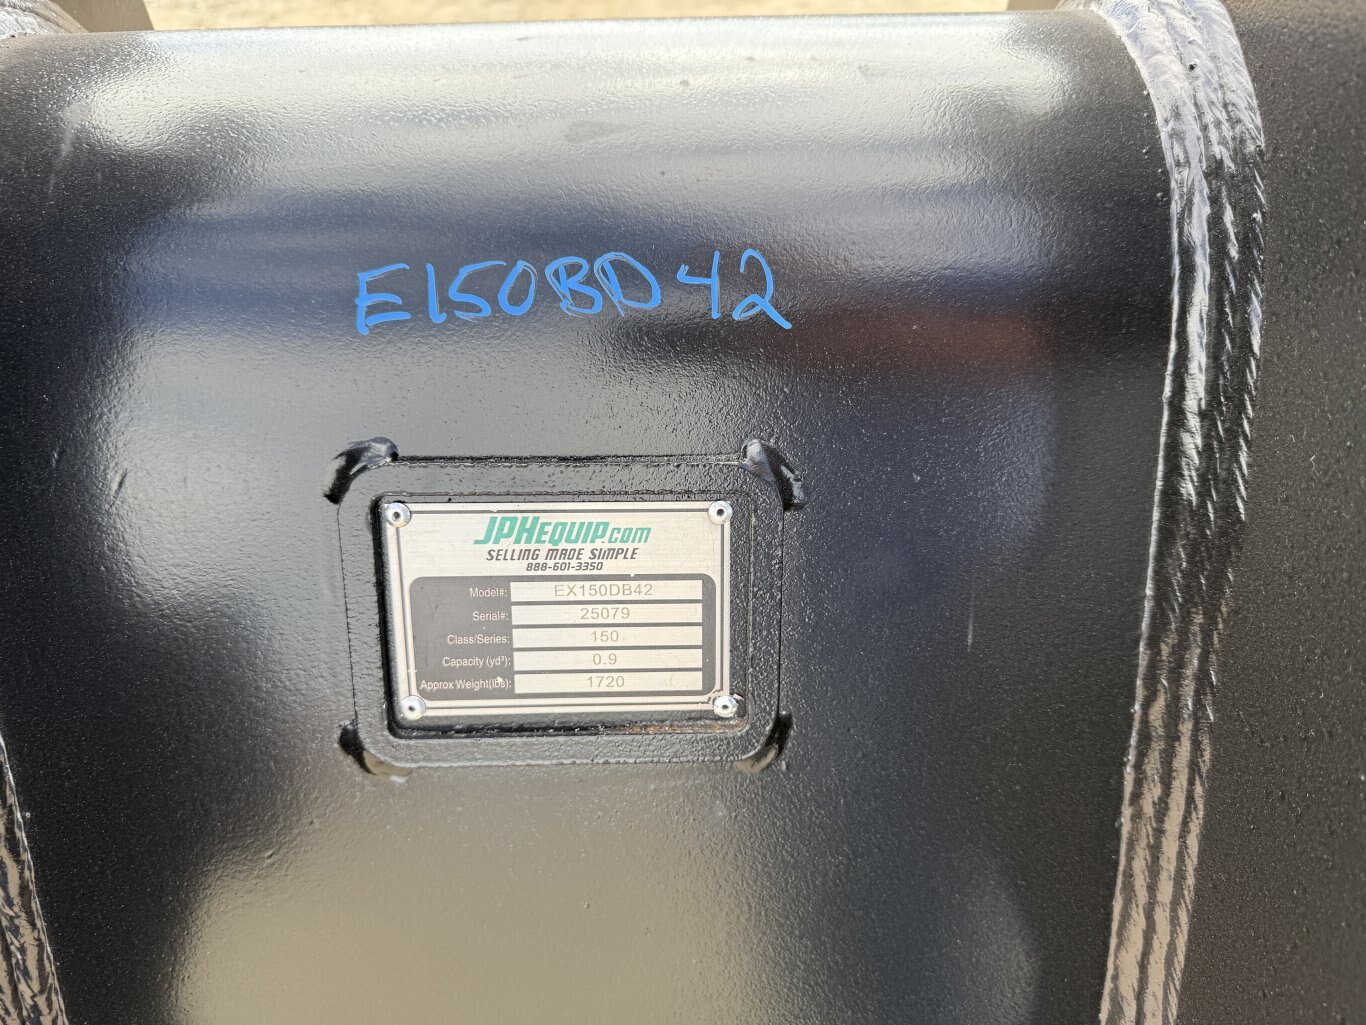 E150BD42
JPHEQUIP.com
SELLING MADE SIMPLE
888-601-3350
Model#: EX150DB42
Serial#: 25079
Class/Series: 150
Capacity (yd³): 0.9
Approx Weight(lbs): 1720